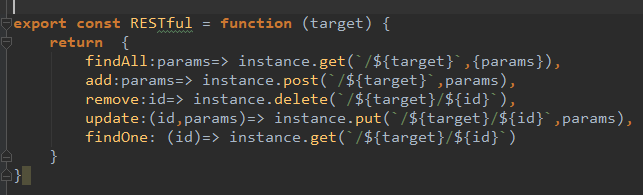 export const RESTful = function (target) {
return {
findAll:params=> instance.get(`/${target}`,{params}),
add:params=> instance.post(`/${target}`,params),
remove:id=> instance.delete(`/${target}/${id}`),
update:(id,params)=> instance.put(`/${target}/${id}`,params),
findOne: (id)=> instance.get(`/${target}/${id}`)
}
}